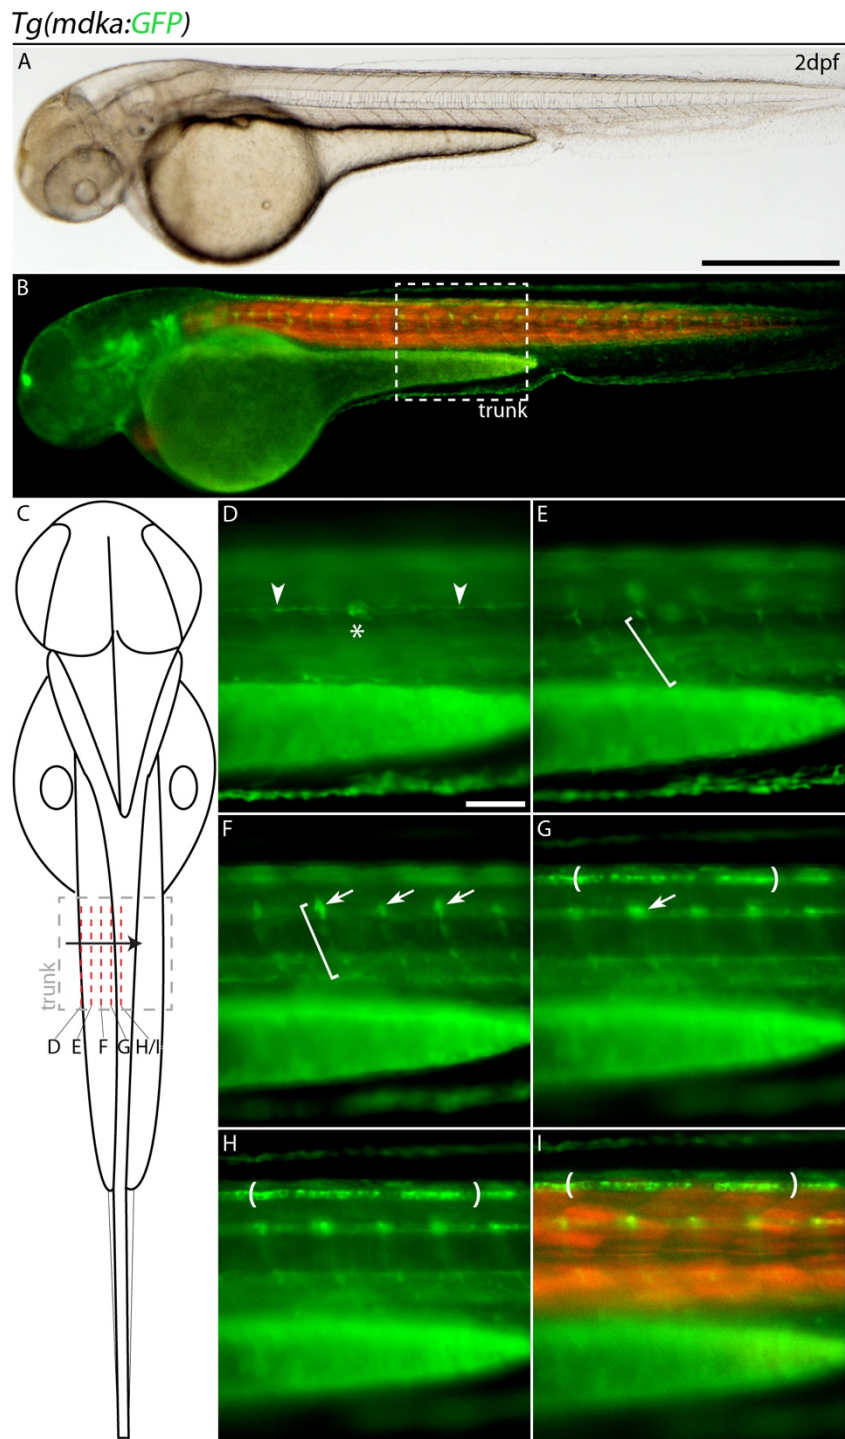 Tg(mdka:GFP)
A
2dpf
B
trunk
C
trunk
D E F G H/I
D
*
E
F
G
( )
H
( )
I
( )